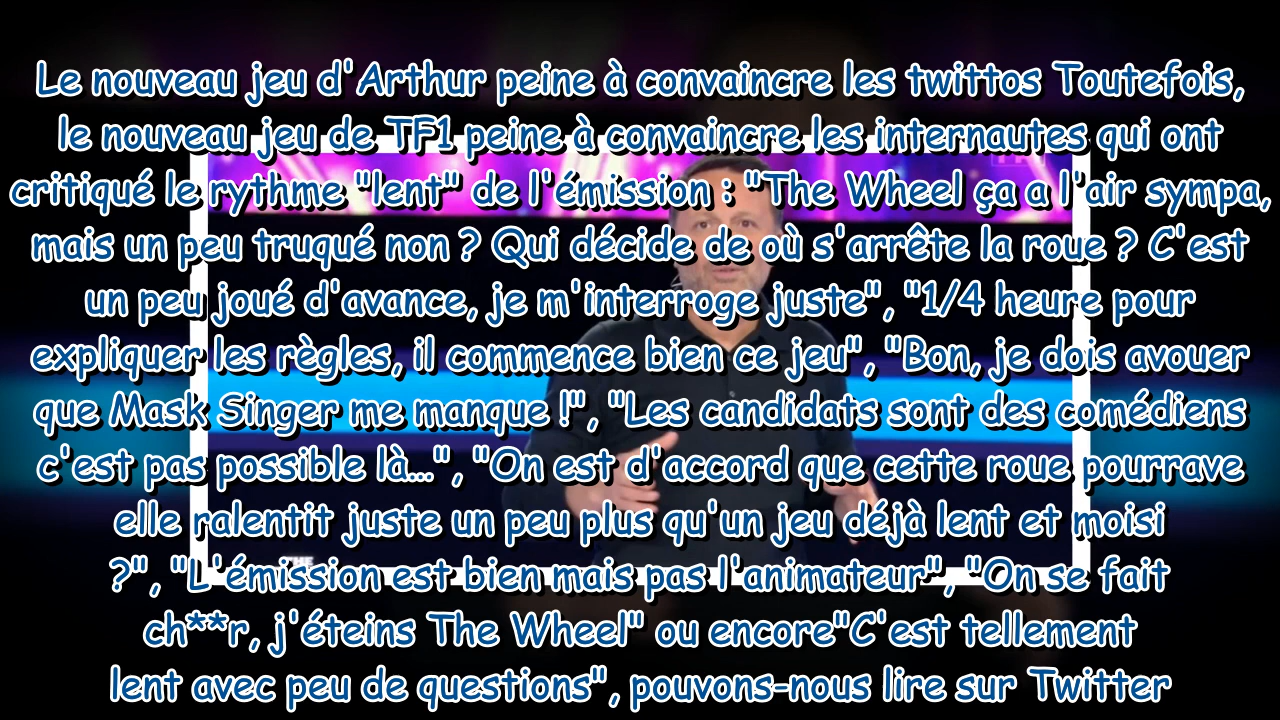 Le nouveau jeu d'Arthur peine à convaincre les twittos Toutefois,
le nouveau jeu de TF1 peine à convaincre les internautes qui ont
critiqué le rythme "lent" de l'émission : "The Wheel ça a l'air sympa,
mais un peu truqué non ? Qui décide de où s'arrête la roue ? C'est
un peu joué d'avance, je m'interroge juste", "1/4 heure pour
expliquer les règles, il commence bien ce jeu", "Bon, je dois avouer
que Mask Singer me manque !", "Les candidats sont des comédiens
c'est pas possible là...", "On est d'accord que cette roue pourrave
elle ralentit juste un peu plus qu'un jeu déjà lent et moisi
?", "L'émission est bien mais pas l'animateur", "On se fait
ch**r, j'éteins The Wheel" ou encore"C'est tellement
lent avec peu de questions", pouvons-nous lire sur Twitter